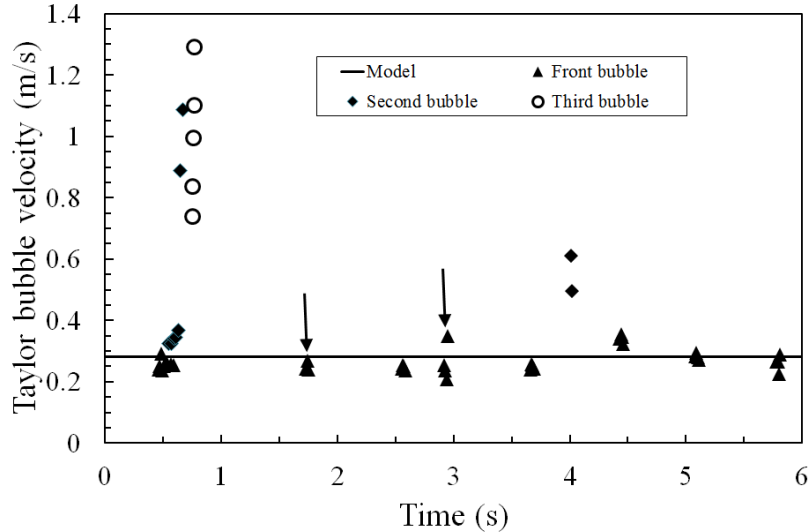 Taylor bubble velocity (m/s)
1.4
1.2
1
0.8
0.6
0.4
0.2
0
Model
Front bubble
Second bubble
Third bubble
0 1 2 3 4 5 6
Time (s)